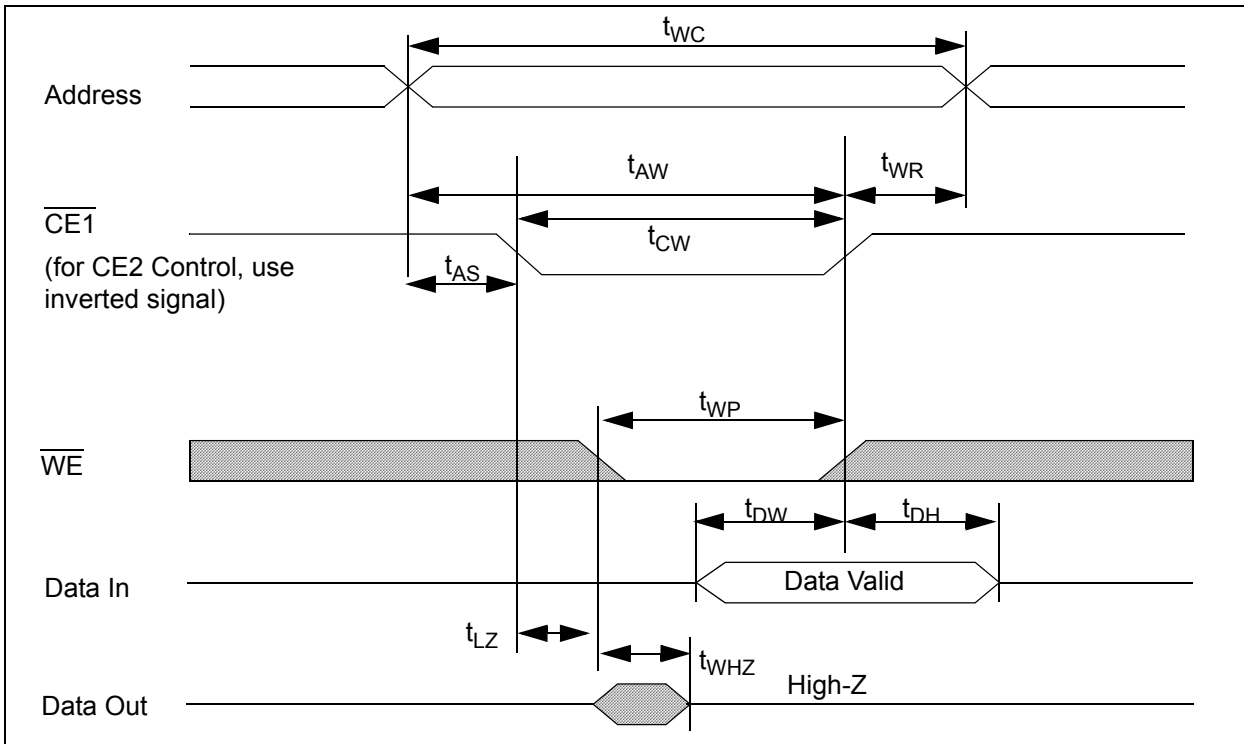 tWC
Address
tAW
tWR
CE1
tCW
(for CE2 Control, use
inverted signal)
tAS
tWP
WE
tDW
tDH
Data In
Data Valid
tLZ
tWHZ
High-Z
Data Out